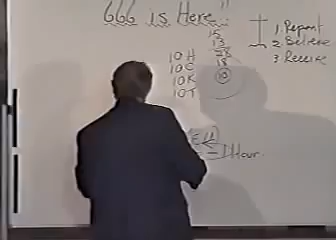 666 is Here"
1. Repent
2 Believe
3 Receive
15
13
28
18
10
10 H
10 C
10 K
10 T
1 Hour